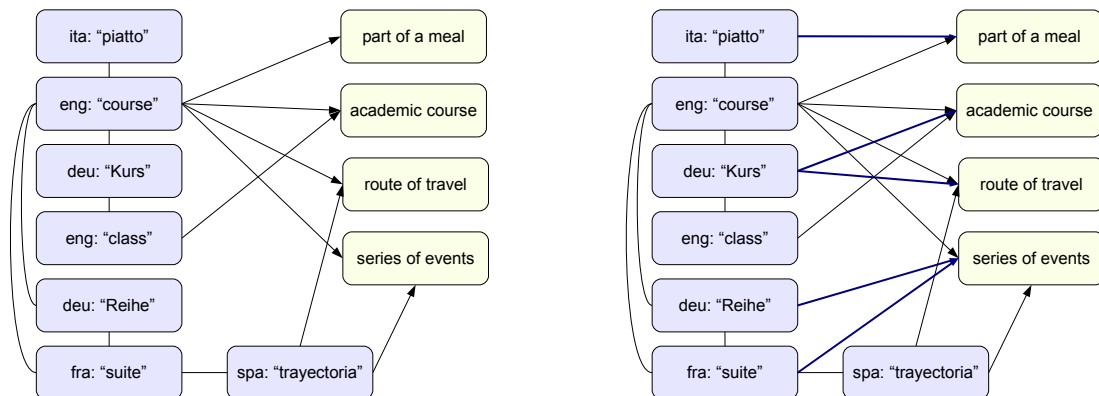 ita: “piatto”
eng: “course”
deu: “Kurs”
eng: “class”
deu: “Reihe”
fra: “suite”
spa: “trayectoria”
part of a meal
academic course
route of travel
series of events
ita: “piatto”
eng: “course”
deu: “Kurs”
eng: “class”
deu: “Reihe”
fra: “suite”
spa: “trayectoria”
part of a meal
academic course
route of travel
series of events